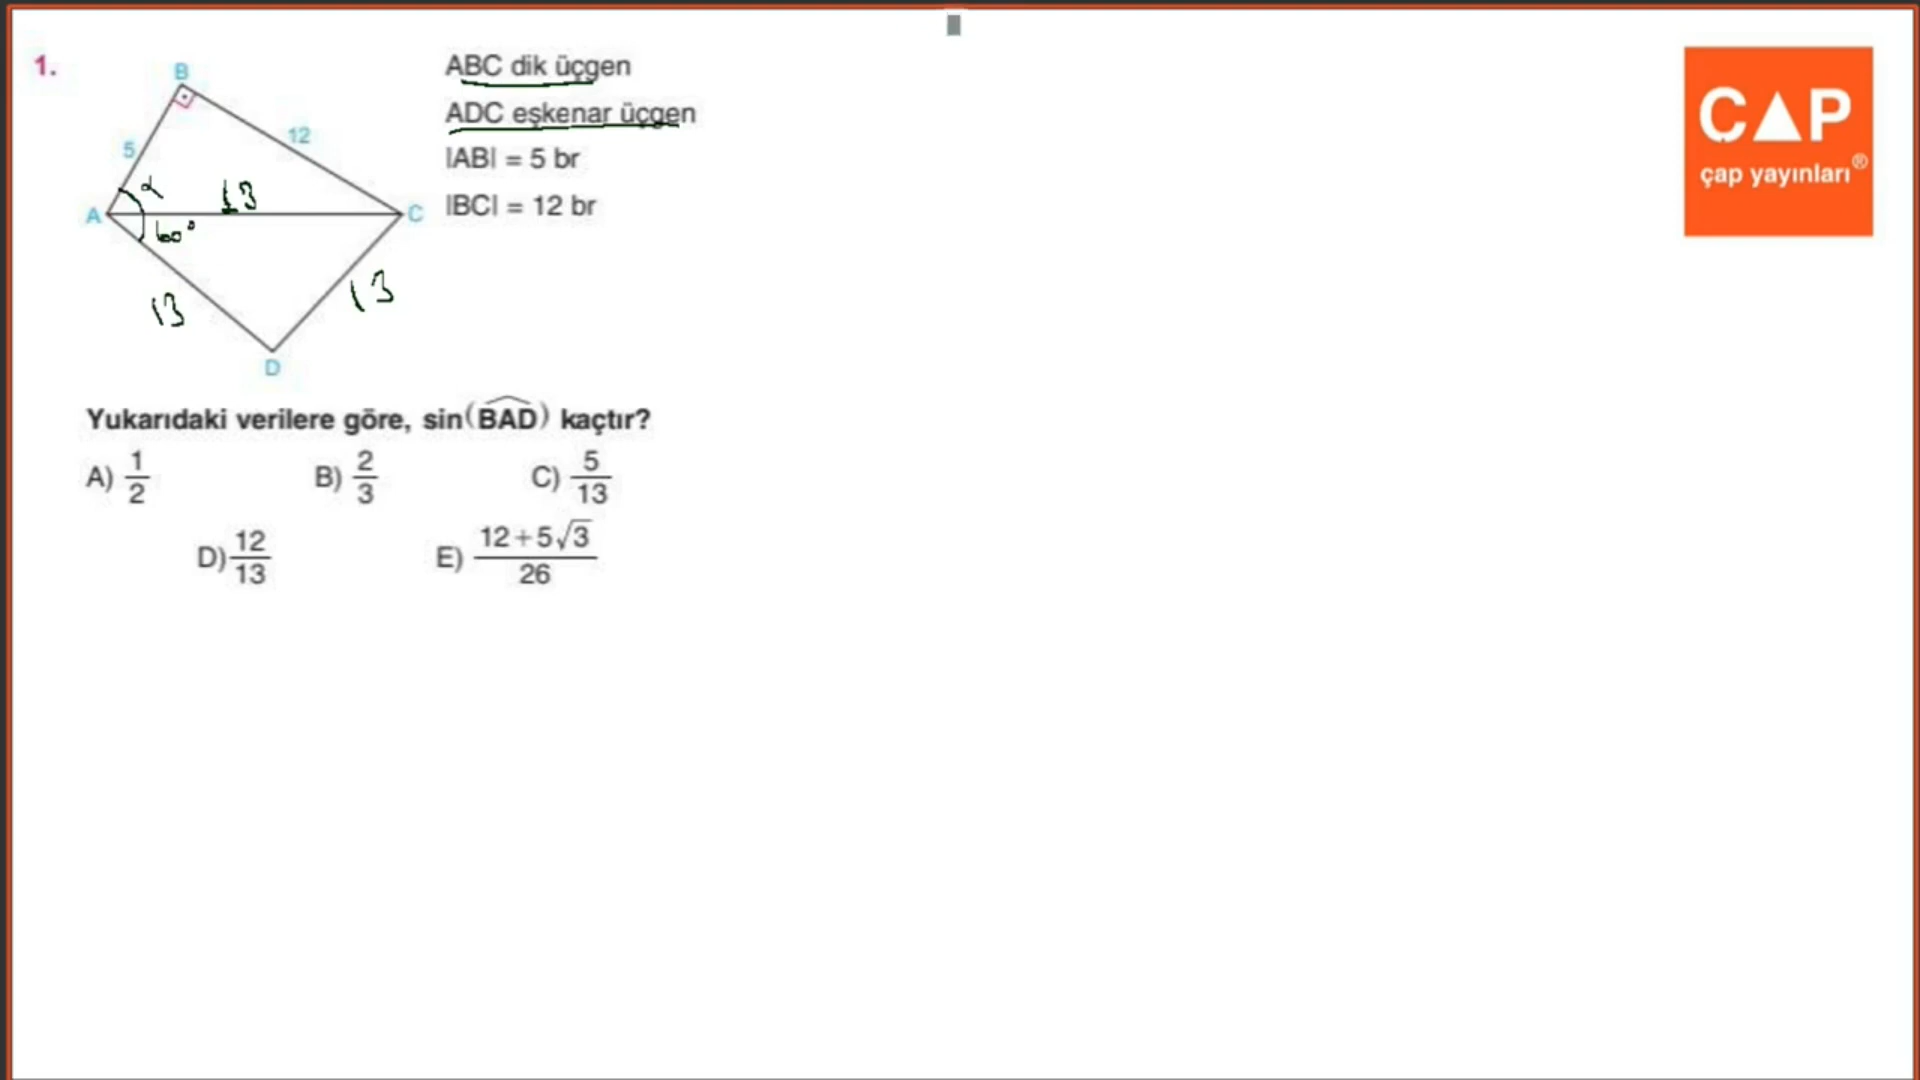 1.
B
5
12
α
13
A
C
60°
13
13
D
ABC dik üçgen
ADC eşkenar üçgen
|AB| = 5 br
|BC| = 12 br
Yukarıdaki verilere göre, sin(BAD) kaçtır?
A) 1/2 B) 2/3 C) 5/13
D) 12/13 E) (12+5√3)/26
ÇAP
çap yayınları®